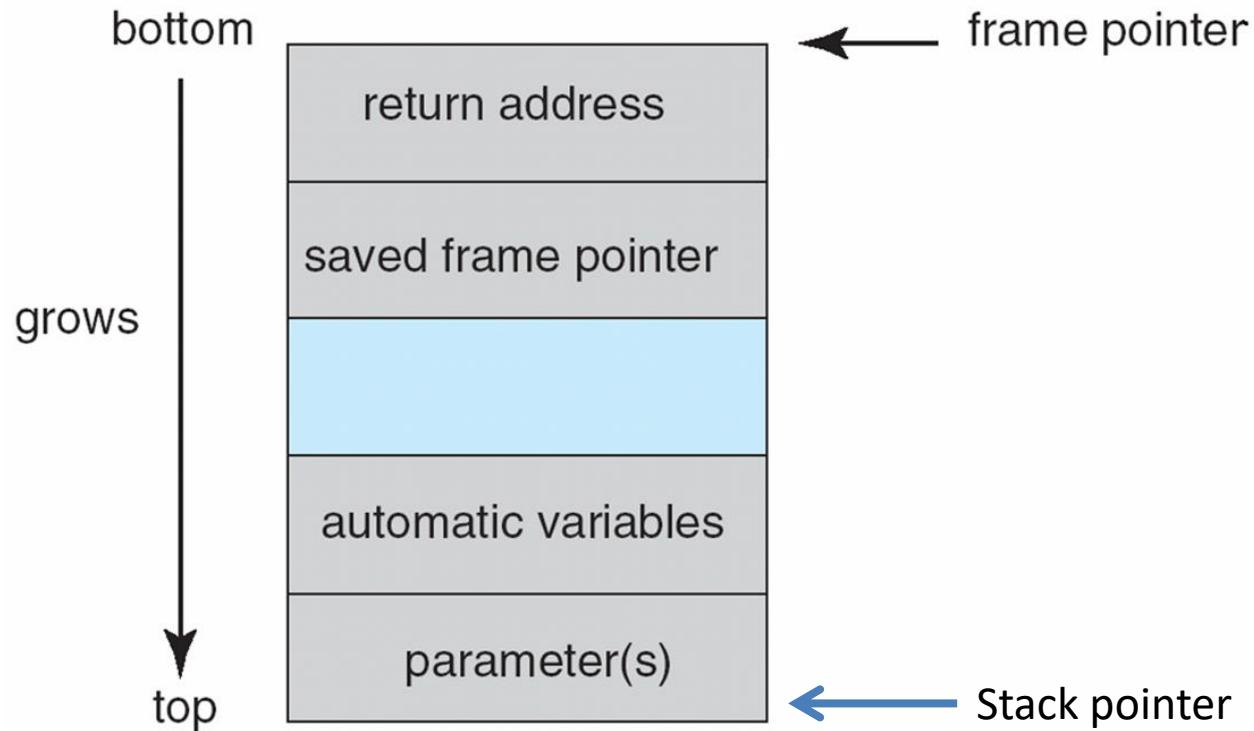 bottom
frame pointer
return address
saved frame pointer
grows
automatic variables
parameter(s)
top
Stack pointer